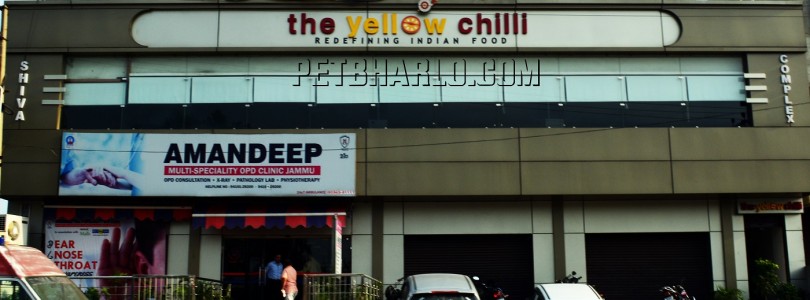 the yellow chilli
REDEFINING INDIAN FOOD
PETBHARLO.COM
SHIVA
COMPLEX
AMANDEEP
MULTI-SPECIALITY OPD CLINIC JAMMU
OPD CONSULTATION • X-RAY • PATHOLOGY LAB • PHYSIOTHERAPY
EAR
NOSE
THROAT